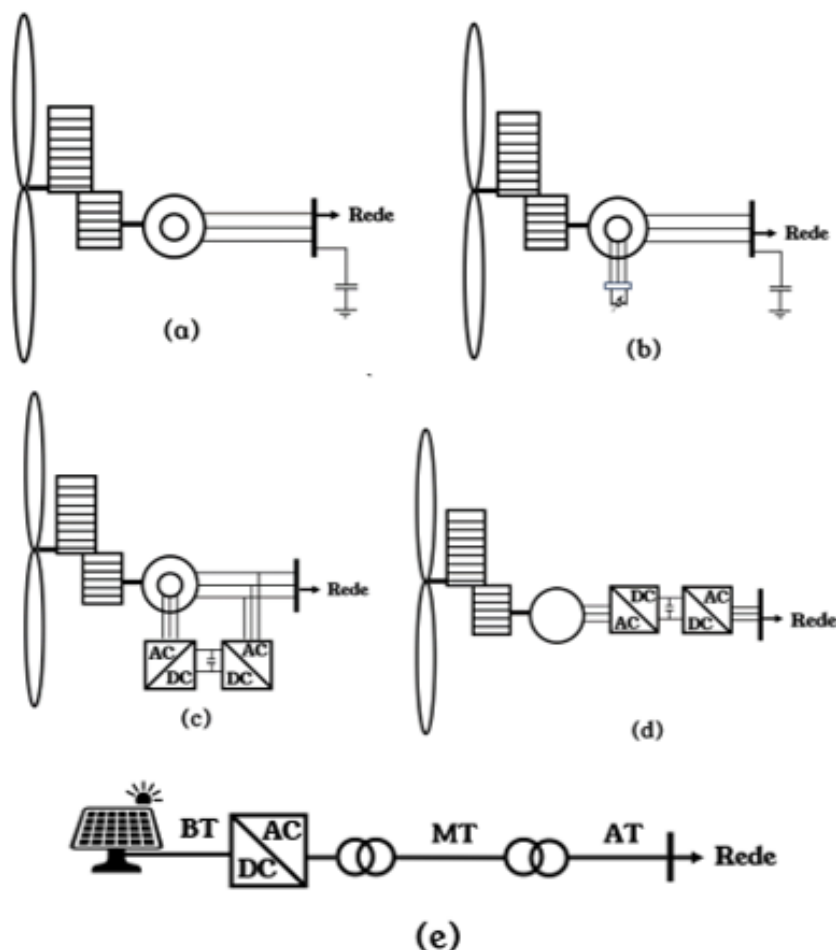 Rede
(a)
Rede
(b)
Rede
AC
DC
AC
DC
(c)
DC
AC
AC
DC
Rede
(d)
BT
AC
DC
MT
AT
Rede
(e)